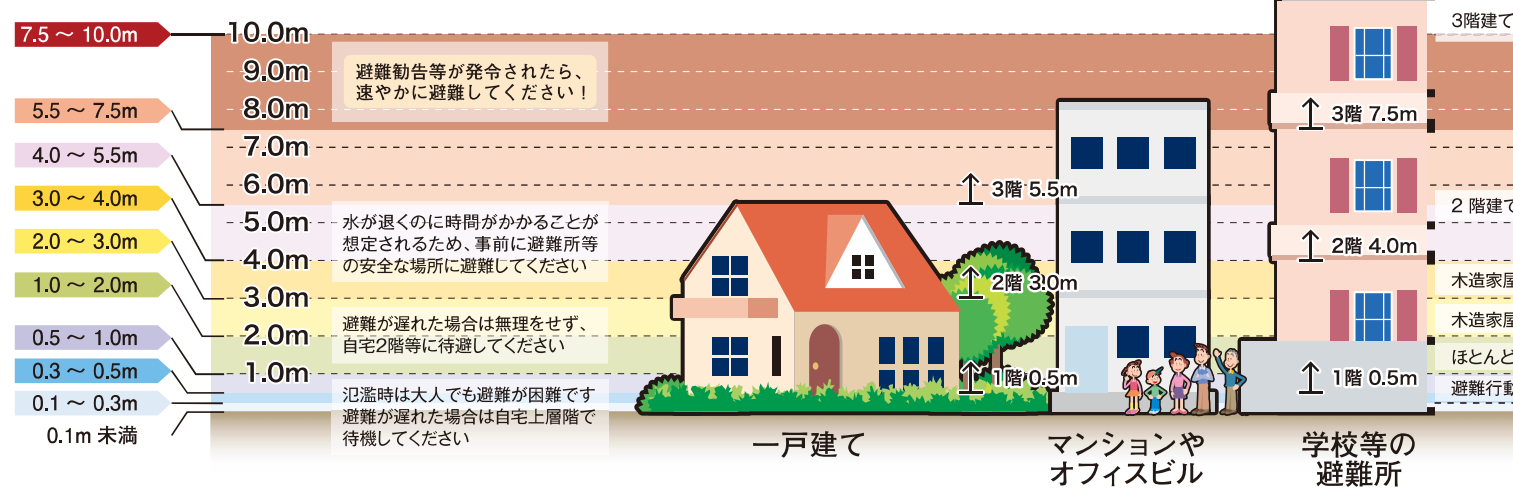 7.5 ～ 10.0m
5.5 ～ 7.5m
4.0 ～ 5.5m
3.0 ～ 4.0m
2.0 ～ 3.0m
1.0 ～ 2.0m
0.5 ～ 1.0m
0.3 ～ 0.5m
0.1 ～ 0.3m
0.1m 未満
10.0m
9.0m
8.0m
7.0m
6.0m
5.0m
4.0m
3.0m
2.0m
1.0m
避難勧告等が発令されたら、
速やかに避難してください！
水が退くのに時間がかかることが
想定されるため、事前に避難所等
の安全な場所に避難してください
避難が遅れた場合は無理をせず、
自宅2階等に待避してください
氾濫時は大人でも避難が困難です
避難が遅れた場合は自宅上層階で
待機してください
3階 5.5m
2階 3.0m
1階 0.5m
3階 7.5m
2階 4.0m
1階 0.5m
一戸建て
マンションや
オフィスビル
学校等の
避難所
3階建て
2 階建て
木造家屋
木造家屋
ほとんど
避難行動